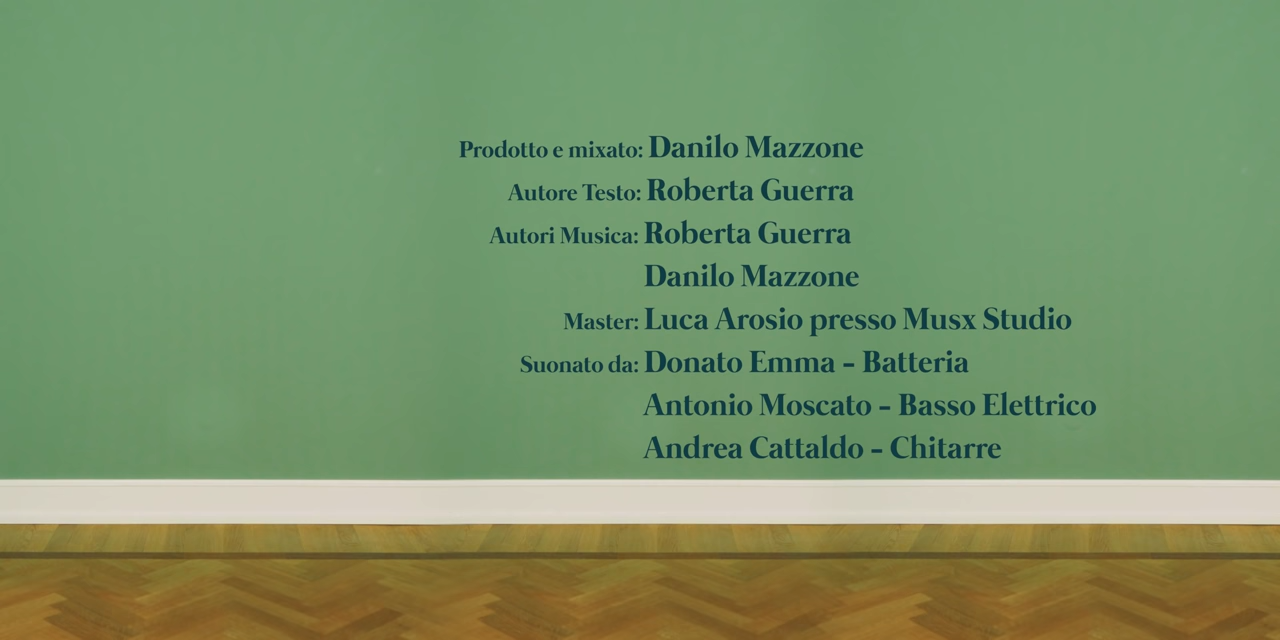 Prodotto e mixato: Danilo Mazzone
Autore Testo: Roberta Guerra
Autori Musica: Roberta Guerra
Danilo Mazzone
Master: Luca Arosio presso Musx Studio
Suonato da: Donato Emma - Batteria
Antonio Moscato - Basso Elettrico
Andrea Cattaldo - Chitarre